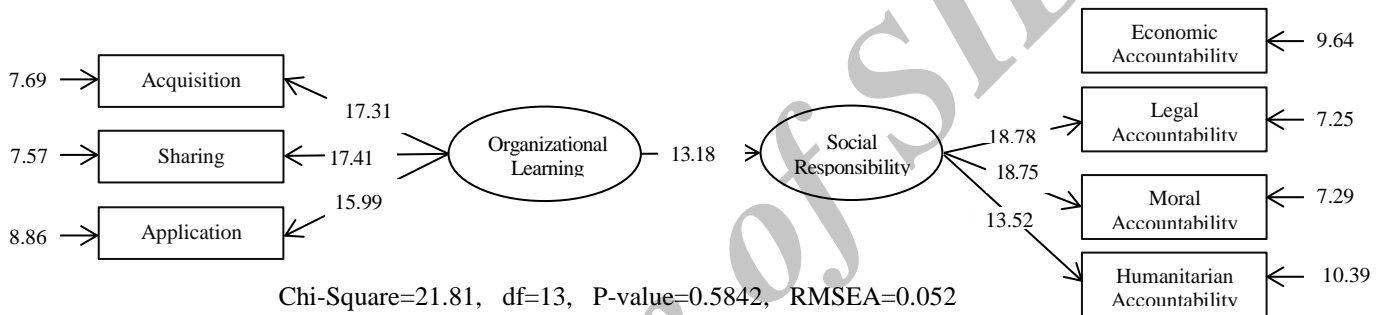 Economic
Accountability
9.64
7.69
Acquisition
17.31
Legal
Accountability
7.25
18.78
7.57
Sharing
17.41
Organizational
Learning
13.18
Social
Responsibility
18.75
Moral
Accountability
7.29
15.99
13.52
8.86
Application
Humanitarian
Accountability
10.39
Chi-Square=21.81, df=13, P-value=0.5842, RMSEA=0.052
of SI